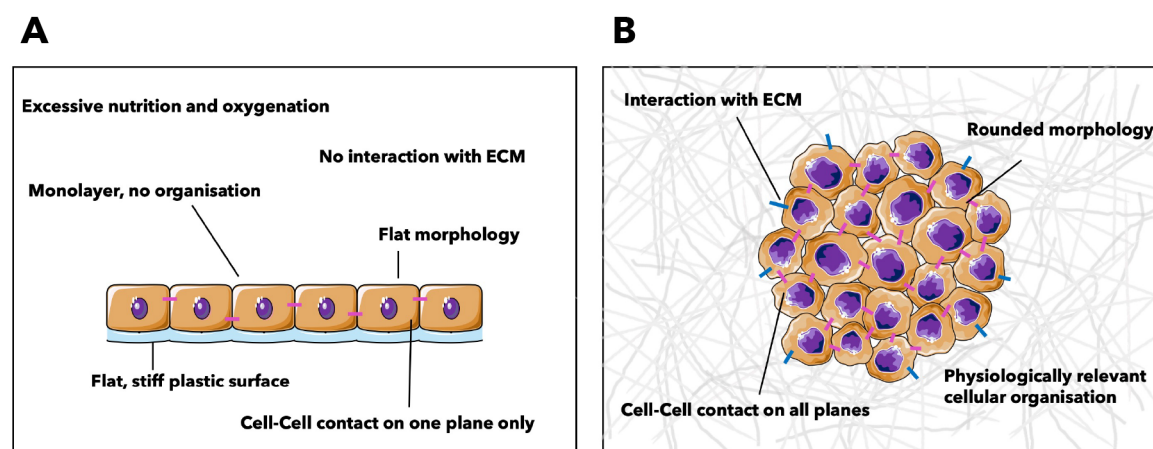 A
B
Excessive nutrition and oxygenation
No interaction with ECM
Monolayer, no organisation
Flat morphology
Flat, stiff plastic surface
Cell-Cell contact on one plane only
Interaction with ECM
Rounded morphology
Cell-Cell contact on all planes
Physiologically relevant
cellular organisation